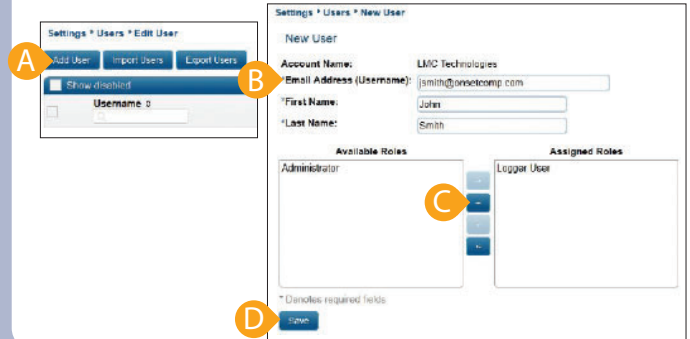 Settings * Users * Edit User
A
Add User
Import Users
Export Users
Show disabled
Username
Settings * Users * New User
New User
Account Name: LMC Technologies
B
*Email Address (Username): jsmith@onsetcomp.com
*First Name: John
*Last Name: Smith
Available Roles
Assigned Roles
Administrator
Logger User
C
* Denotes required fields
D
Save